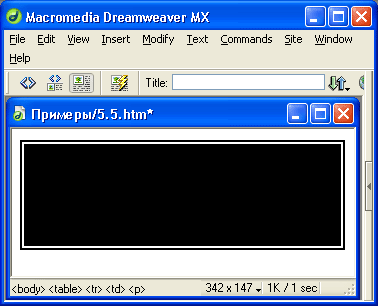 Macromedia Dreamweaver MX
File Edit View Insert Modify Text Commands Site Window
Help
Title:
Примеры/5.5.htm*
<body> <table> <tr> <td> <p> 342 x 147 1K / 1 sec